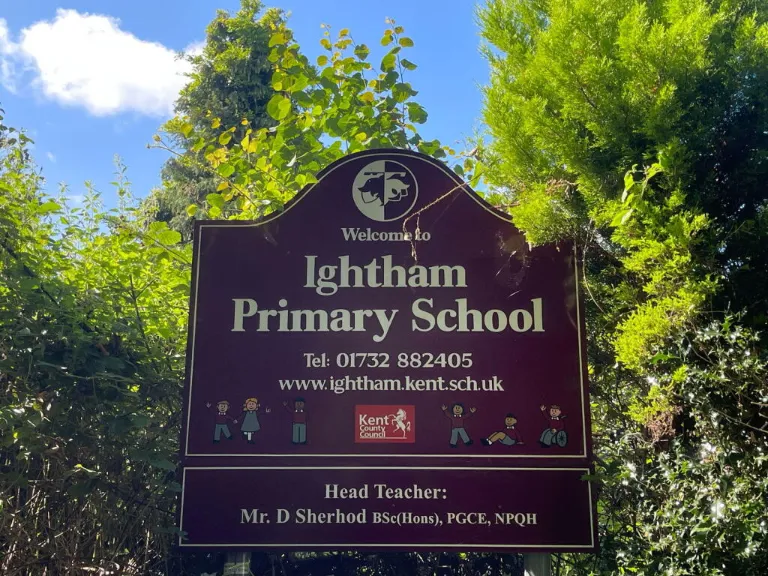 Welcome to
Ightham
Primary School
Tel: 01732 882405
www.ightham.kent.sch.uk
Kent
County
Council
Head Teacher:
Mr. D Sherhod BSc(Hons), PGCE, NPQH